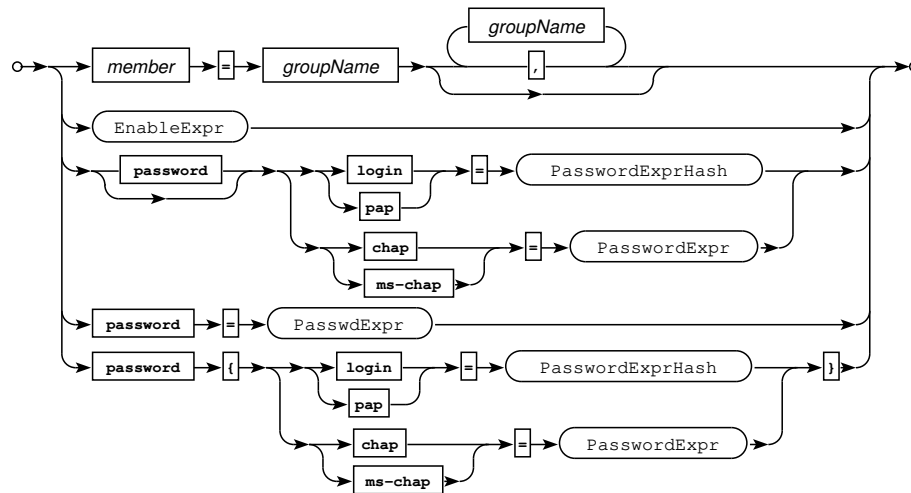 groupName
member = groupName ,
EnableExpr
password login = PasswordExprHash
pap
chap = PasswordExpr
ms-chap
password = PasswdExpr
password { login = PasswordExprHash }
pap
chap = PasswordExpr
ms-chap